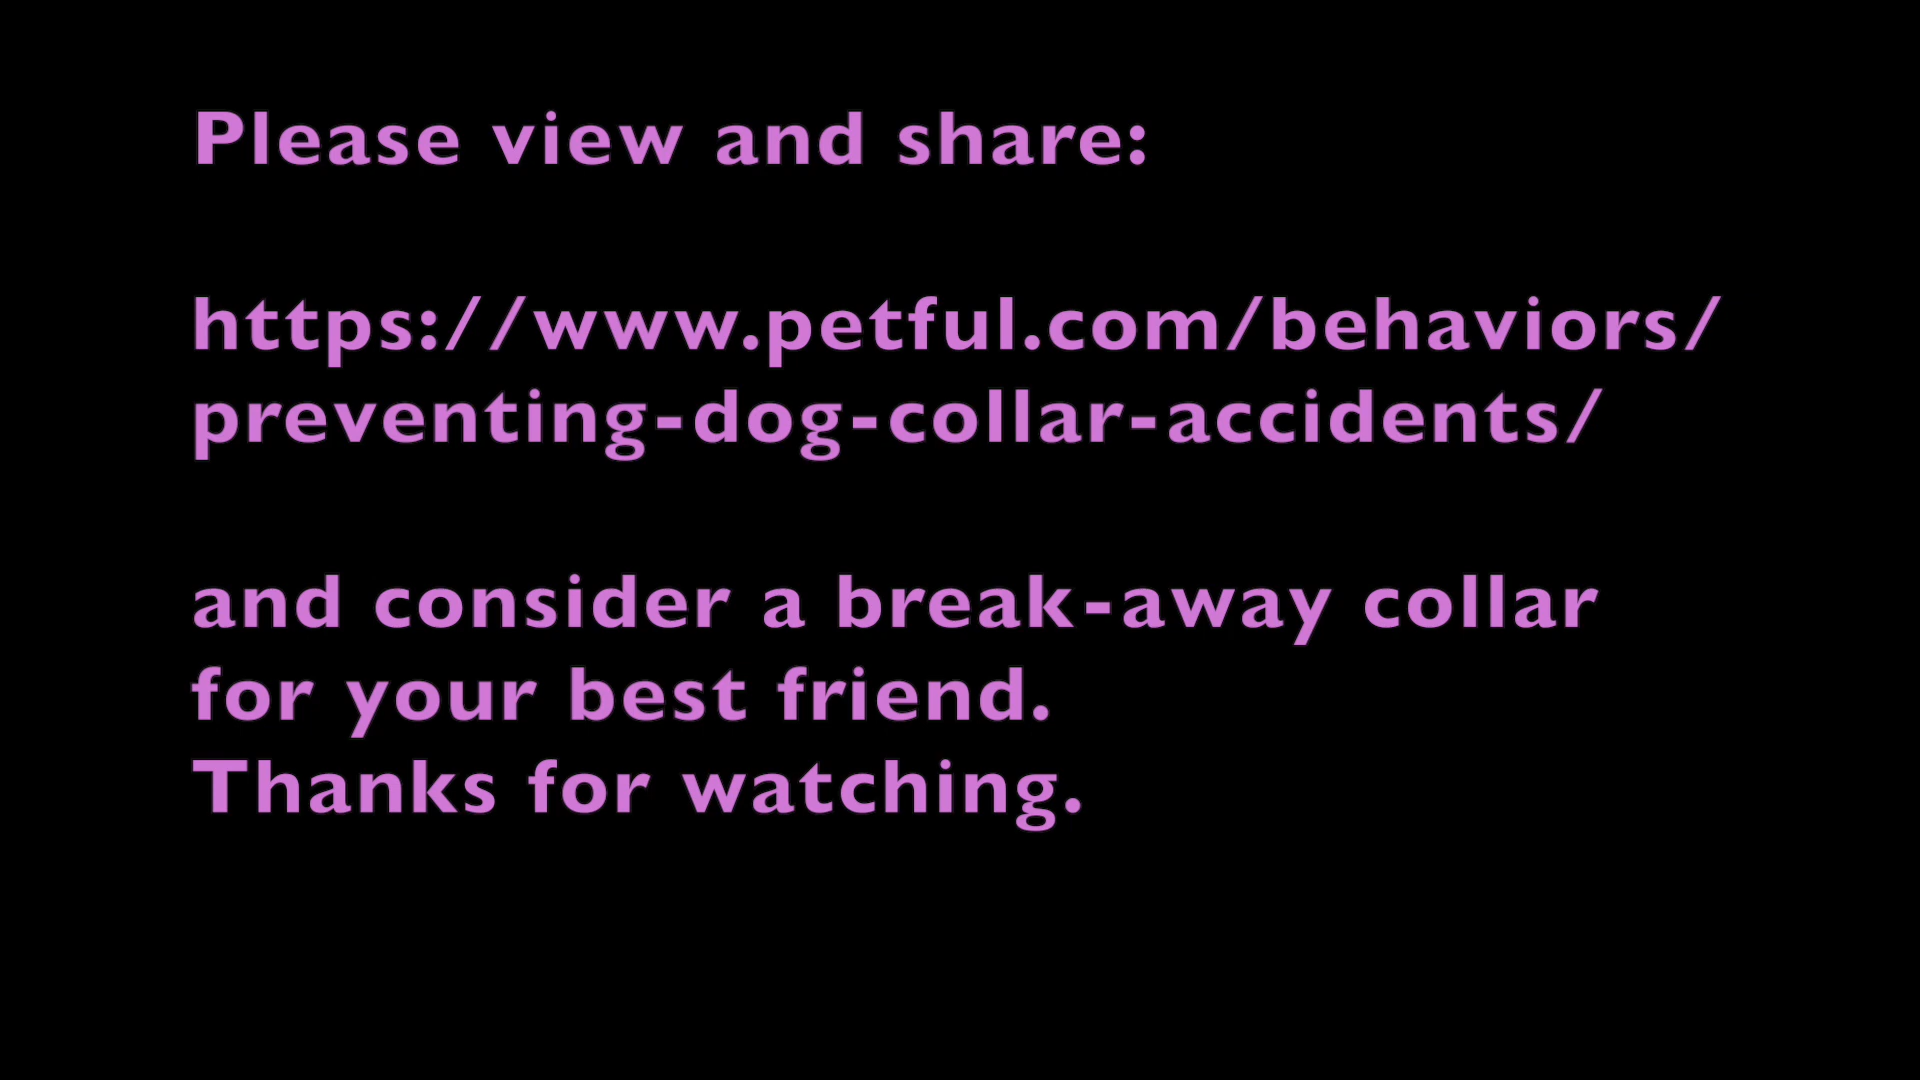 Please view and share:
https://www.petful.com/behaviors/
preventing-dog-collar-accidents/
and consider a break-away collar
for your best friend.
Thanks for watching.